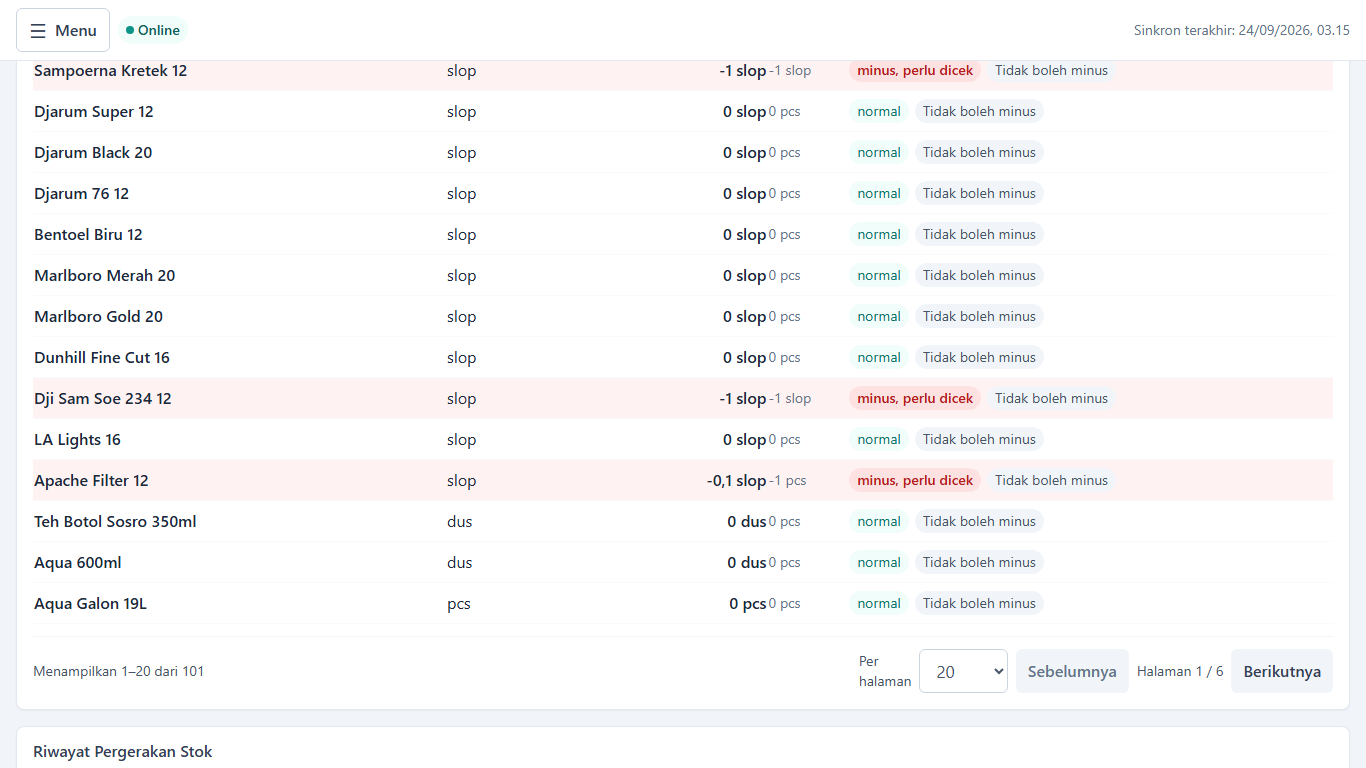 Menu
Online
Sinkron terakhir: 24/09/2026, 03.15
Sampoerna Kretek 12 slop -1 slop -1 slop minus, perlu dicek Tidak boleh minus
Djarum Super 12 slop 0 slop 0 pcs normal Tidak boleh minus
Djarum Black 20 slop 0 slop 0 pcs normal Tidak boleh minus
Djarum 76 12 slop 0 slop 0 pcs normal Tidak boleh minus
Bentoel Biru 12 slop 0 slop 0 pcs normal Tidak boleh minus
Marlboro Merah 20 slop 0 slop 0 pcs normal Tidak boleh minus
Marlboro Gold 20 slop 0 slop 0 pcs normal Tidak boleh minus
Dunhill Fine Cut 16 slop 0 slop 0 pcs normal Tidak boleh minus
Dji Sam Soe 234 12 slop -1 slop -1 slop minus, perlu dicek Tidak boleh minus
LA Lights 16 slop 0 slop 0 pcs normal Tidak boleh minus
Apache Filter 12 slop -0,1 slop -1 pcs minus, perlu dicek Tidak boleh minus
Teh Botol Sosro 350ml dus 0 dus 0 pcs normal Tidak boleh minus
Aqua 600ml dus 0 dus 0 pcs normal Tidak boleh minus
Aqua Galon 19L pcs 0 pcs 0 pcs normal Tidak boleh minus
Menampilkan 1–20 dari 101
Per
halaman
20
Sebelumnya
Halaman 1 / 6
Berikutnya
Riwayat Pergerakan Stok